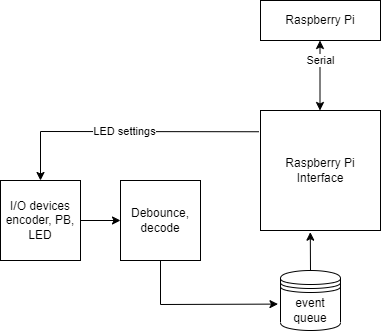 Raspberry Pi
Serial
LED settings
Raspberry Pi
Interface
I/O devices
encoder, PB,
LED
Debounce,
decode
event
queue